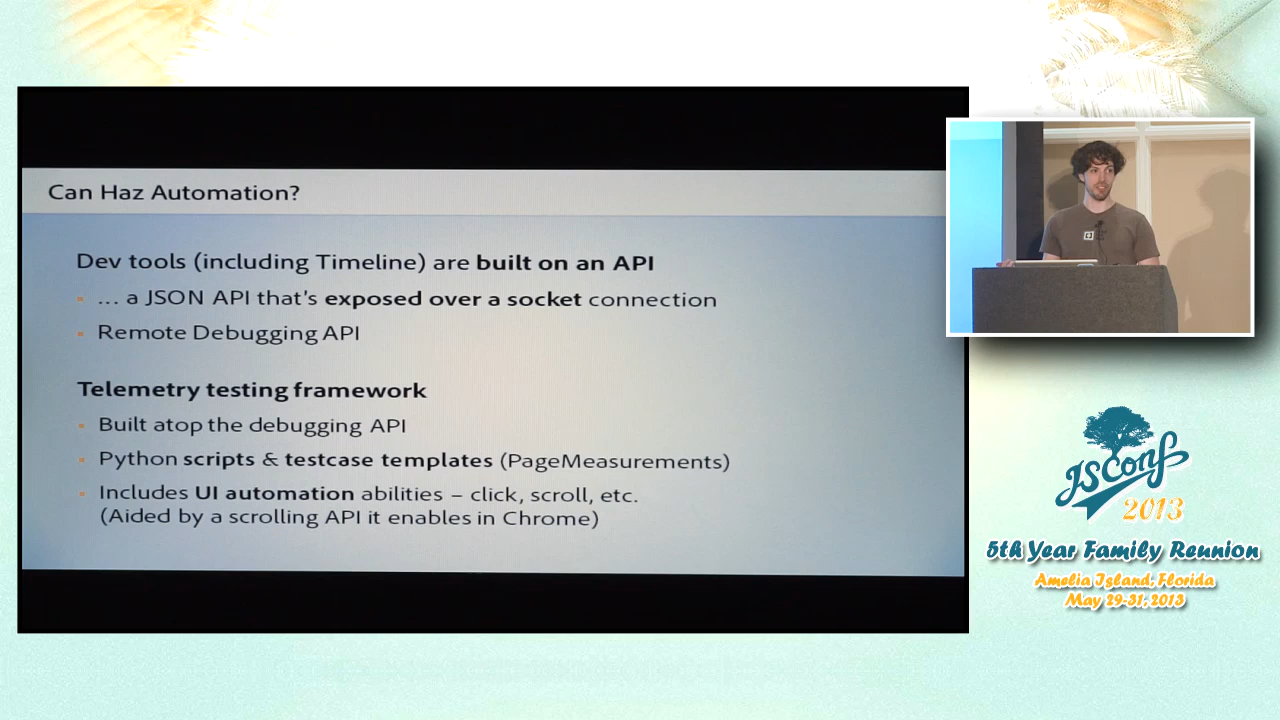 Can Haz Automation?
Dev tools (including Timeline) are built on an API
... a JSON API that's exposed over a socket connection
Remote Debugging API
Telemetry testing framework
Built atop the debugging API
Python scripts & testcase templates (PageMeasurements)
Includes UI automation abilities – click, scroll, etc.
(Aided by a scrolling API it enables in Chrome)
JSConf
2013
5th Year Family Reunion
Amelia Island, Florida
May 29-31, 2013